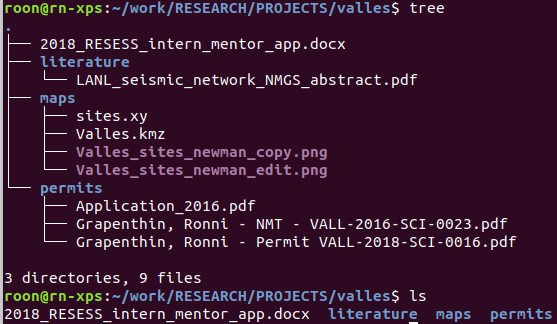 roon@rn-xps:~/work/RESEARCH/PROJECTS/valles$ tree
.
├── 2018_RESESS_intern_mentor_app.docx
├── literature
│   └── LANL_seismic_network_NMGS_abstract.pdf
├── maps
│   ├── sites.xy
│   ├── Valles.kmz
│   ├── Valles_sites_newman_copy.png
│   └── Valles_sites_newman_edit.png
└── permits
    ├── Application_2016.pdf
    ├── Grapenthin, Ronni - NMT - VALL-2016-SCI-0023.pdf
    └── Grapenthin, Ronni - Permit VALL-2018-SCI-0016.pdf

3 directories, 9 files
roon@rn-xps:~/work/RESEARCH/PROJECTS/valles$ ls
2018_RESESS_intern_mentor_app.docx  literature  maps  permits